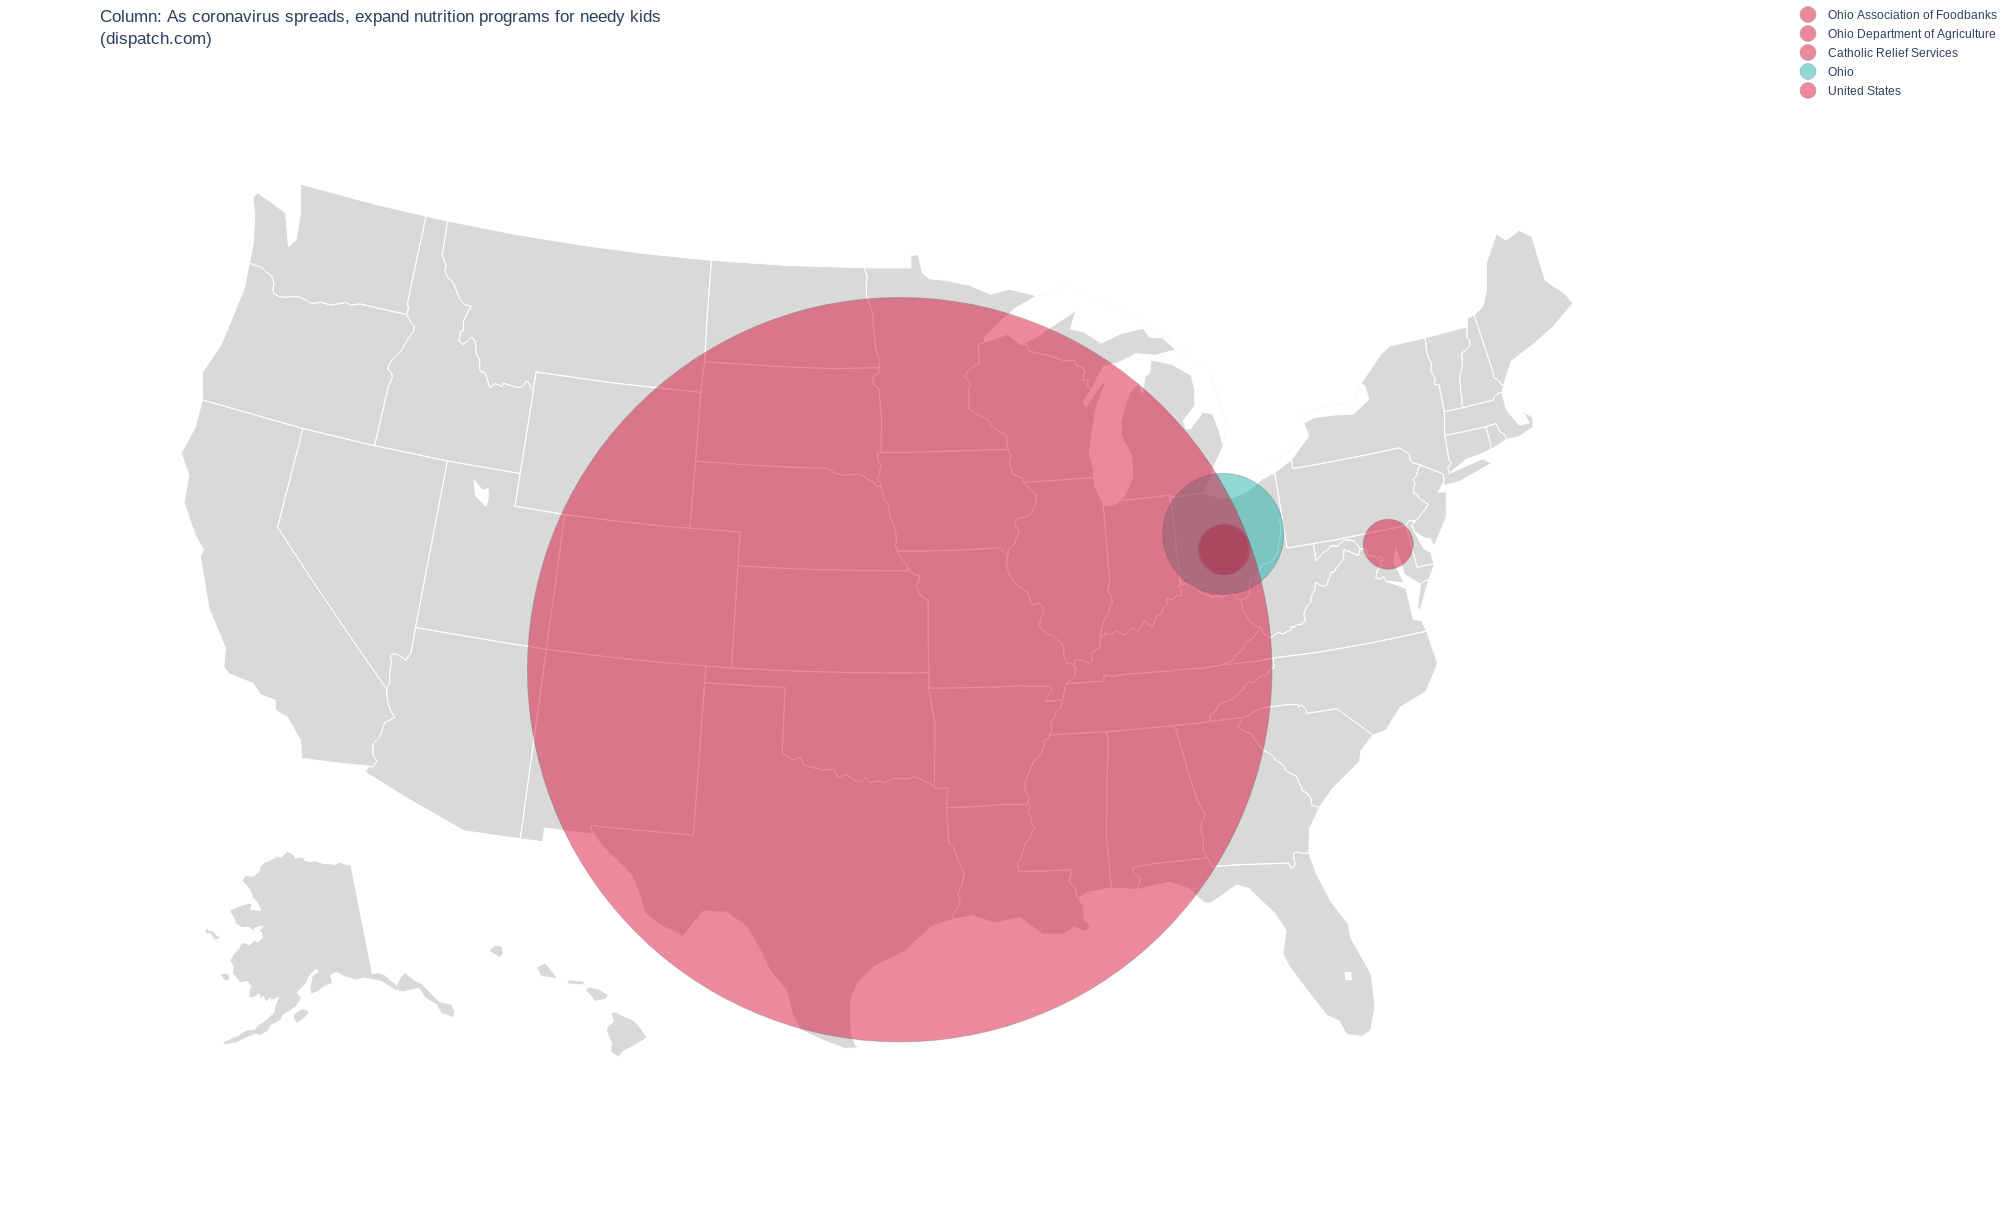 Column: As coronavirus spreads, expand nutrition programs for needy kids
(dispatch.com)
Ohio Association of Foodbanks
Ohio Department of Agriculture
Catholic Relief Services
Ohio
United States